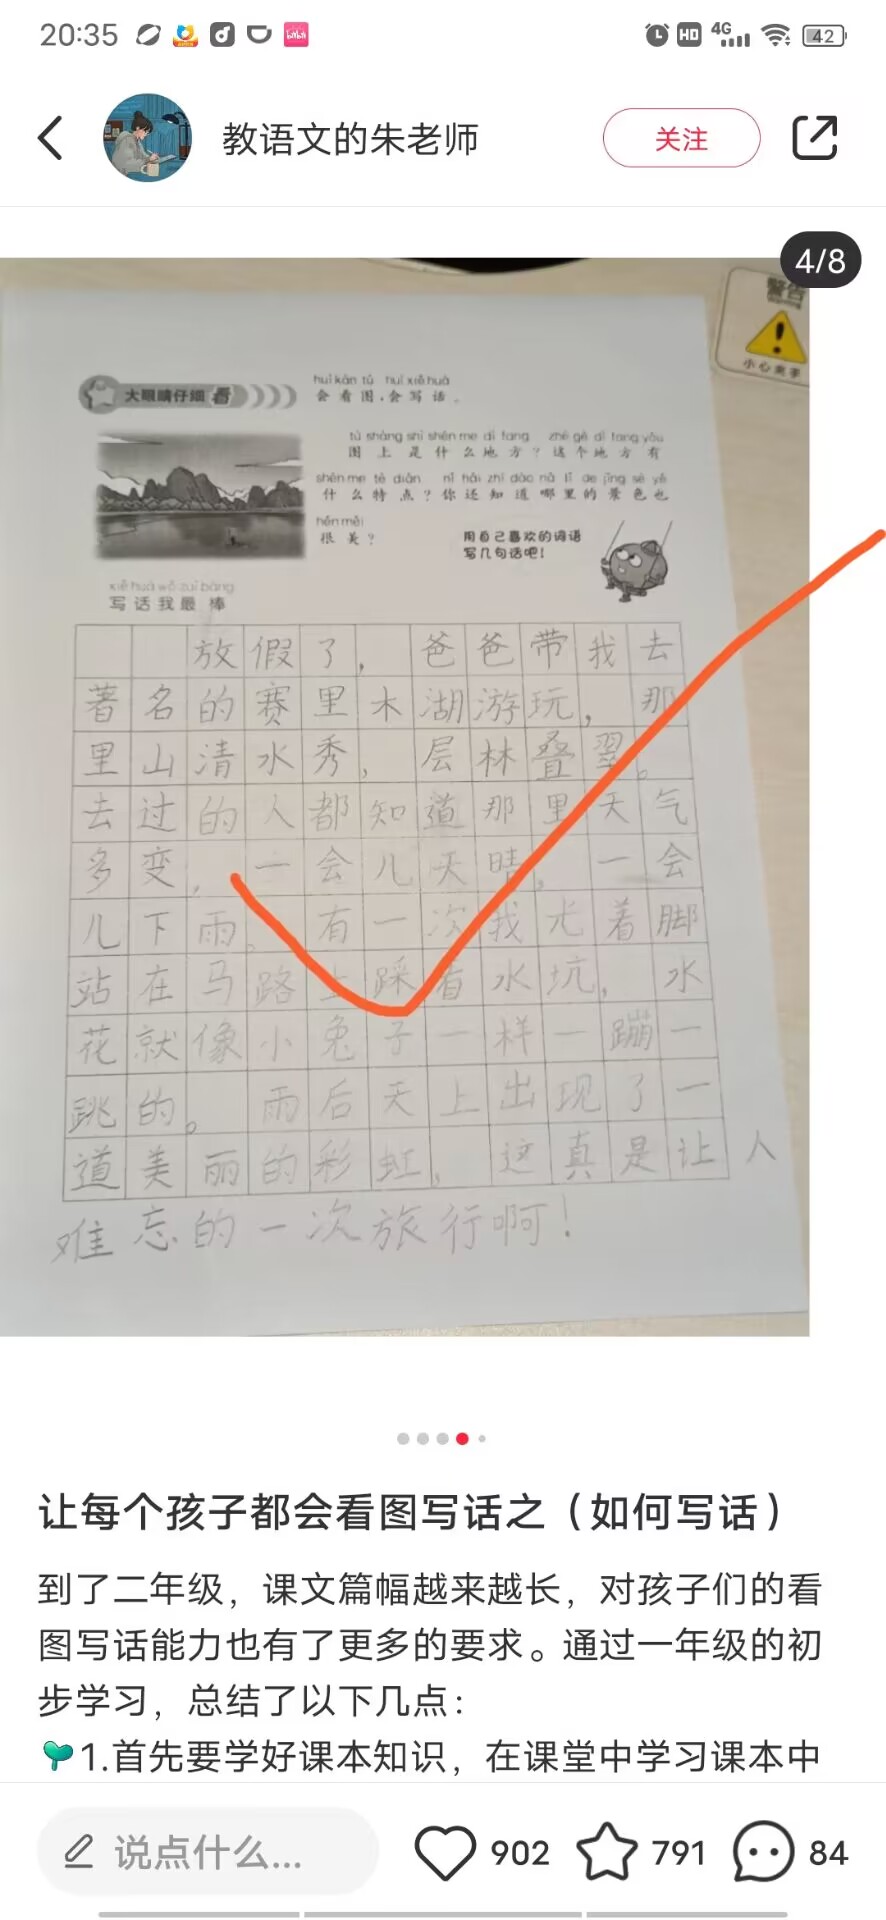 20:35
HD 4G 42
教语文的朱老师
关注
4/8
警告
小心夹手
大眼睛仔细看
huì kàn tú huì xiě huà
会看图,会写话。
tú shàng shì shén me dì fang zhè gè dì fang yǒu
图上是什么地方?这个地方有
shén me tè diǎn nǐ hái zhī dào nǎ lǐ de jǐng sè yě
什么特点?你还知道哪里的景色也
hěn měi
很美?
用自己喜欢的词语
写几句话吧!
xiě huà wǒ zuì bàng
写话我最棒
放假了,爸爸带我去
著名的赛里木湖游玩,那
里山清水秀,层林叠翠。
去过的人都知道那里天气
多变,一会儿天晴,一会
儿下雨。有一次我光着脚
站在马路上踩着水坑,水
花就像小兔子一样一蹦一
跳的。雨后天上出现了一
道美丽的彩虹,这真是让人
难忘的一次旅行啊!
让每个孩子都会看图写话之(如何写话)
到了二年级,课文篇幅越来越长,对孩子们的看
图写话能力也有了更多的要求。通过一年级的初
步学习,总结了以下几点:
1.首先要学好课本知识,在课堂中学习课本中
说点什么...
902
791
84